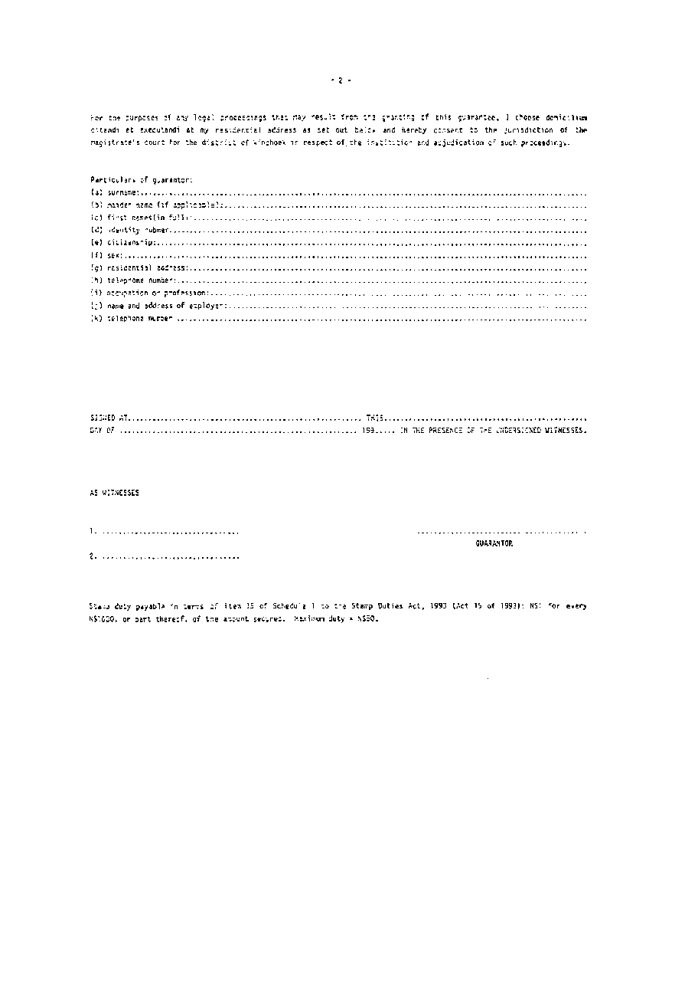 - 2 -
For the purposes of any legal proceedings that may result from the granting of this guarantee, I choose domicilium
citandi et executandi at my residential address as set out below and hereby consent to the jurisdiction of the
magistrate's court for the district of Windhoek in respect of the institution and adjudication of such proceedings.
Particulars of guarantor:
(a) surname:..............................................................................................................
(b) maiden name (if applicable):..........................................................................................
(c) first names(in full):.................................................................................................
(d) identity nubmer.......................................................................................................
(e) citizenship:..........................................................................................................
(f) sex:..................................................................................................................
(g) residential address:..................................................................................................
(h) telephone number:.....................................................................................................
(i) occupation or profession:.............................................................................................
(j) name and address of employer:.........................................................................................
(k) telephone number .....................................................................................................
SIGNED AT......................................................... THIS..................................................
DAY OF .......................................................... 199..... IN THE PRESENCE OF THE UNDERSIGNED WITNESSES.
AS WITNESSES
1.................................... ..........................................
GUARANTOR
2....................................
Stamp duty payable in terms of item 15 of Schedule 1 to the Stamp Duties Act, 1993 (Act 15 of 1993): N$1 for every
N$1000, or part thereof, of the amount secured. Maximum duty = N$50.